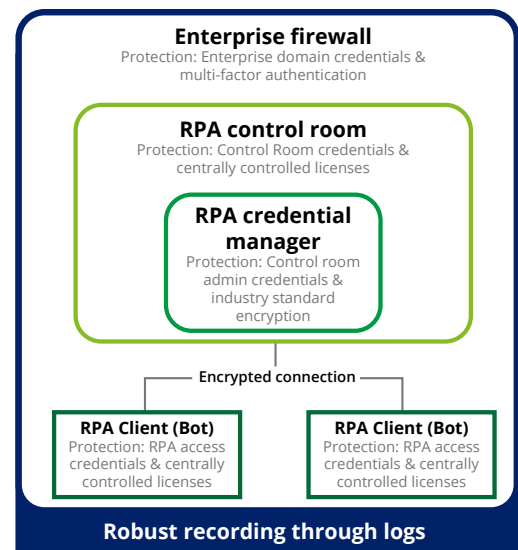 Enterprise firewall
Protection: Enterprise domain credentials &
multi-factor authentication
RPA control room
Protection: Control Room credentials &
centrally controlled licenses
RPA credential
manager
Protection: Control room
admin credentials &
industry standard
encryption
Encrypted connection
RPA Client (Bot)
Protection: RPA access
credentials & centrally
controlled licenses
RPA Client (Bot)
Protection: RPA access
credentials & centrally
controlled licenses
Robust recording through logs